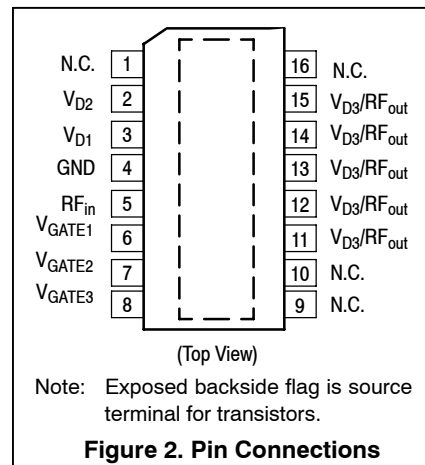 N.C. 1 16 N.C.
VD2 2 15 VD3/RFout
VD1 3 14 VD3/RFout
GND 4 13 VD3/RFout
RFin 5 12 VD3/RFout
VGATE1 6 11 VD3/RFout
VGATE2 7 10 N.C.
VGATE3 8 9 N.C.
(Top View)
Note: Exposed backside flag is source
terminal for transistors.
Figure 2. Pin Connections